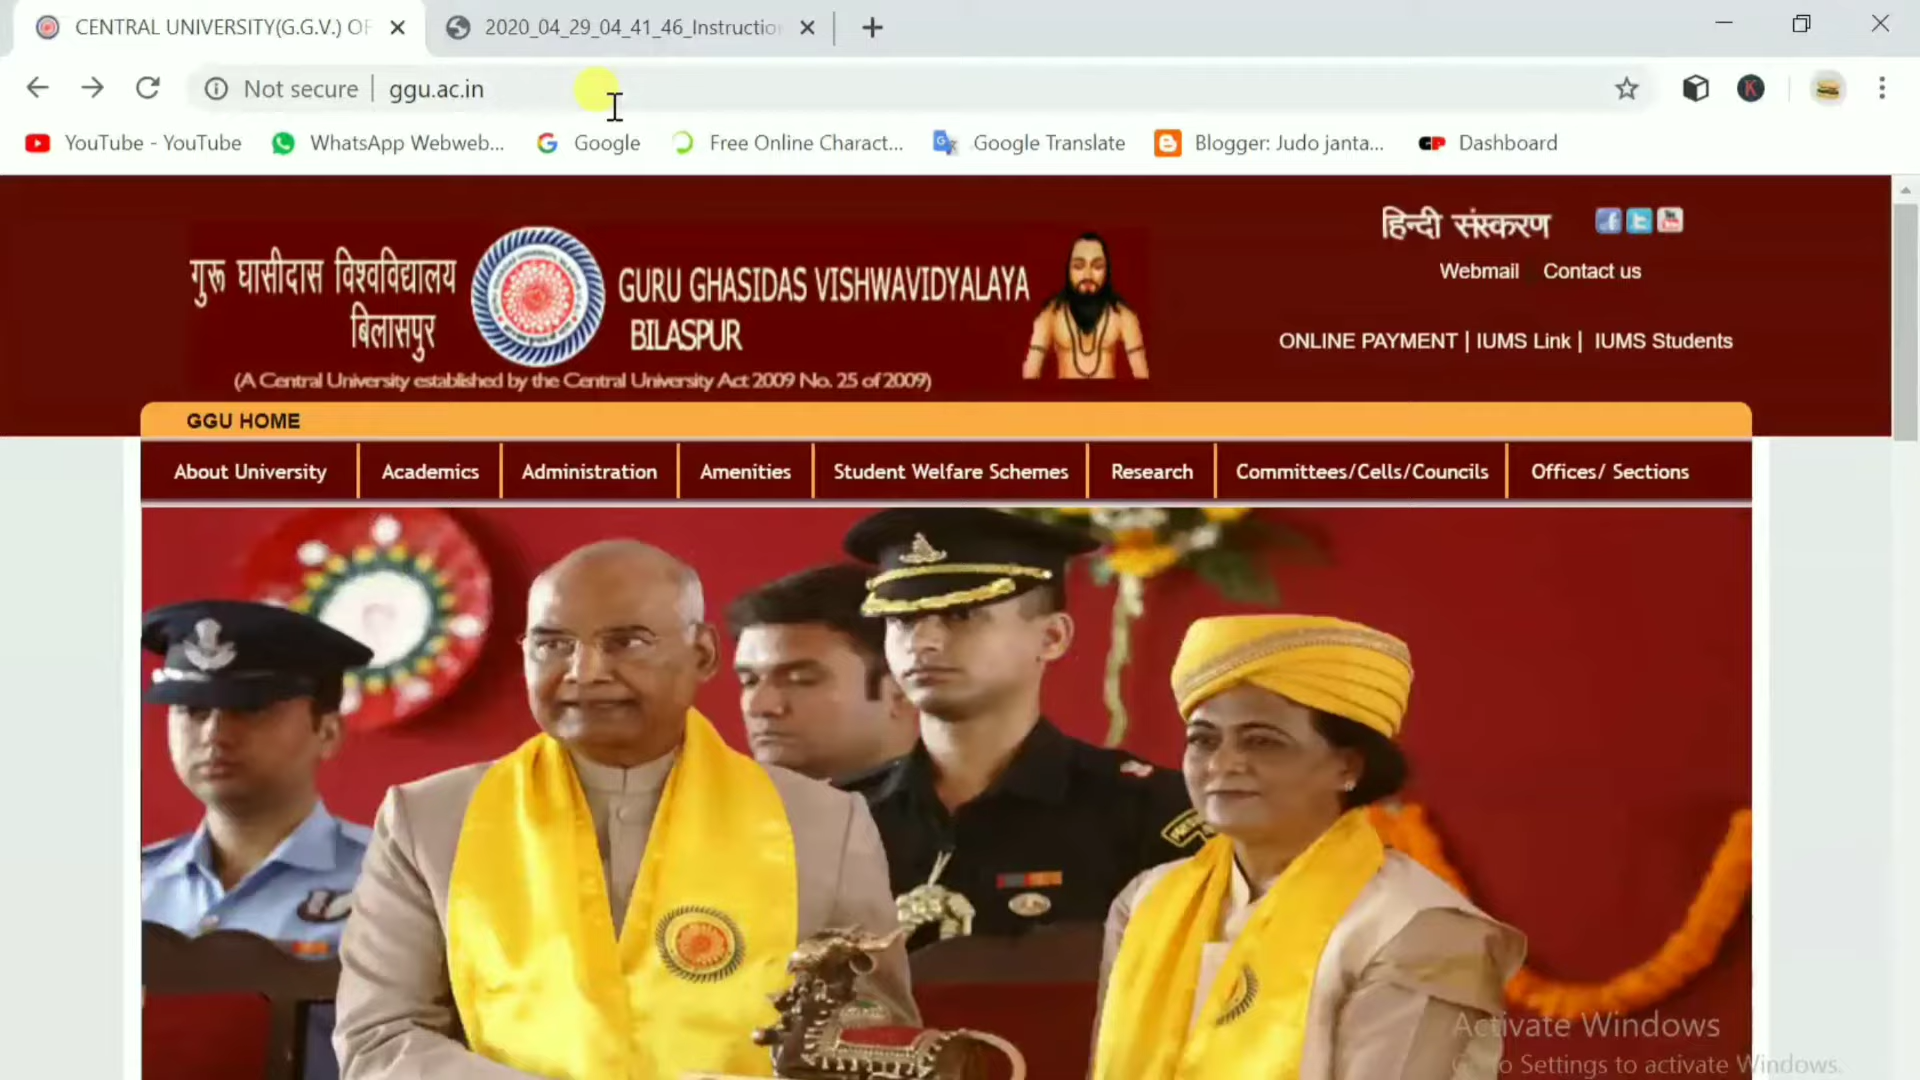 CENTRAL UNIVERSITY(G.G.V.) OF
2020_04_29_04_41_46_Instructio
Not secure
ggu.ac.in
YouTube - YouTube
WhatsApp Webweb...
Google
Free Online Charact...
Google Translate
Blogger: Judo janta...
Dashboard
हिन्दी संस्करण
Webmail
Contact us
गुरू घासीदास विश्वविद्यालय
बिलासपुर
GURU GHASIDAS VISHWAVIDYALAYA
BILASPUR
(A Central University established by the Central University Act 2009 No. 25 of 2009)
ONLINE PAYMENT | IUMS Link | IUMS Students
GGU HOME
About University
Academics
Administration
Amenities
Student Welfare Schemes
Research
Committees/Cells/Councils
Offices/ Sections
Activate Windows
Go to Settings to activate Windows.